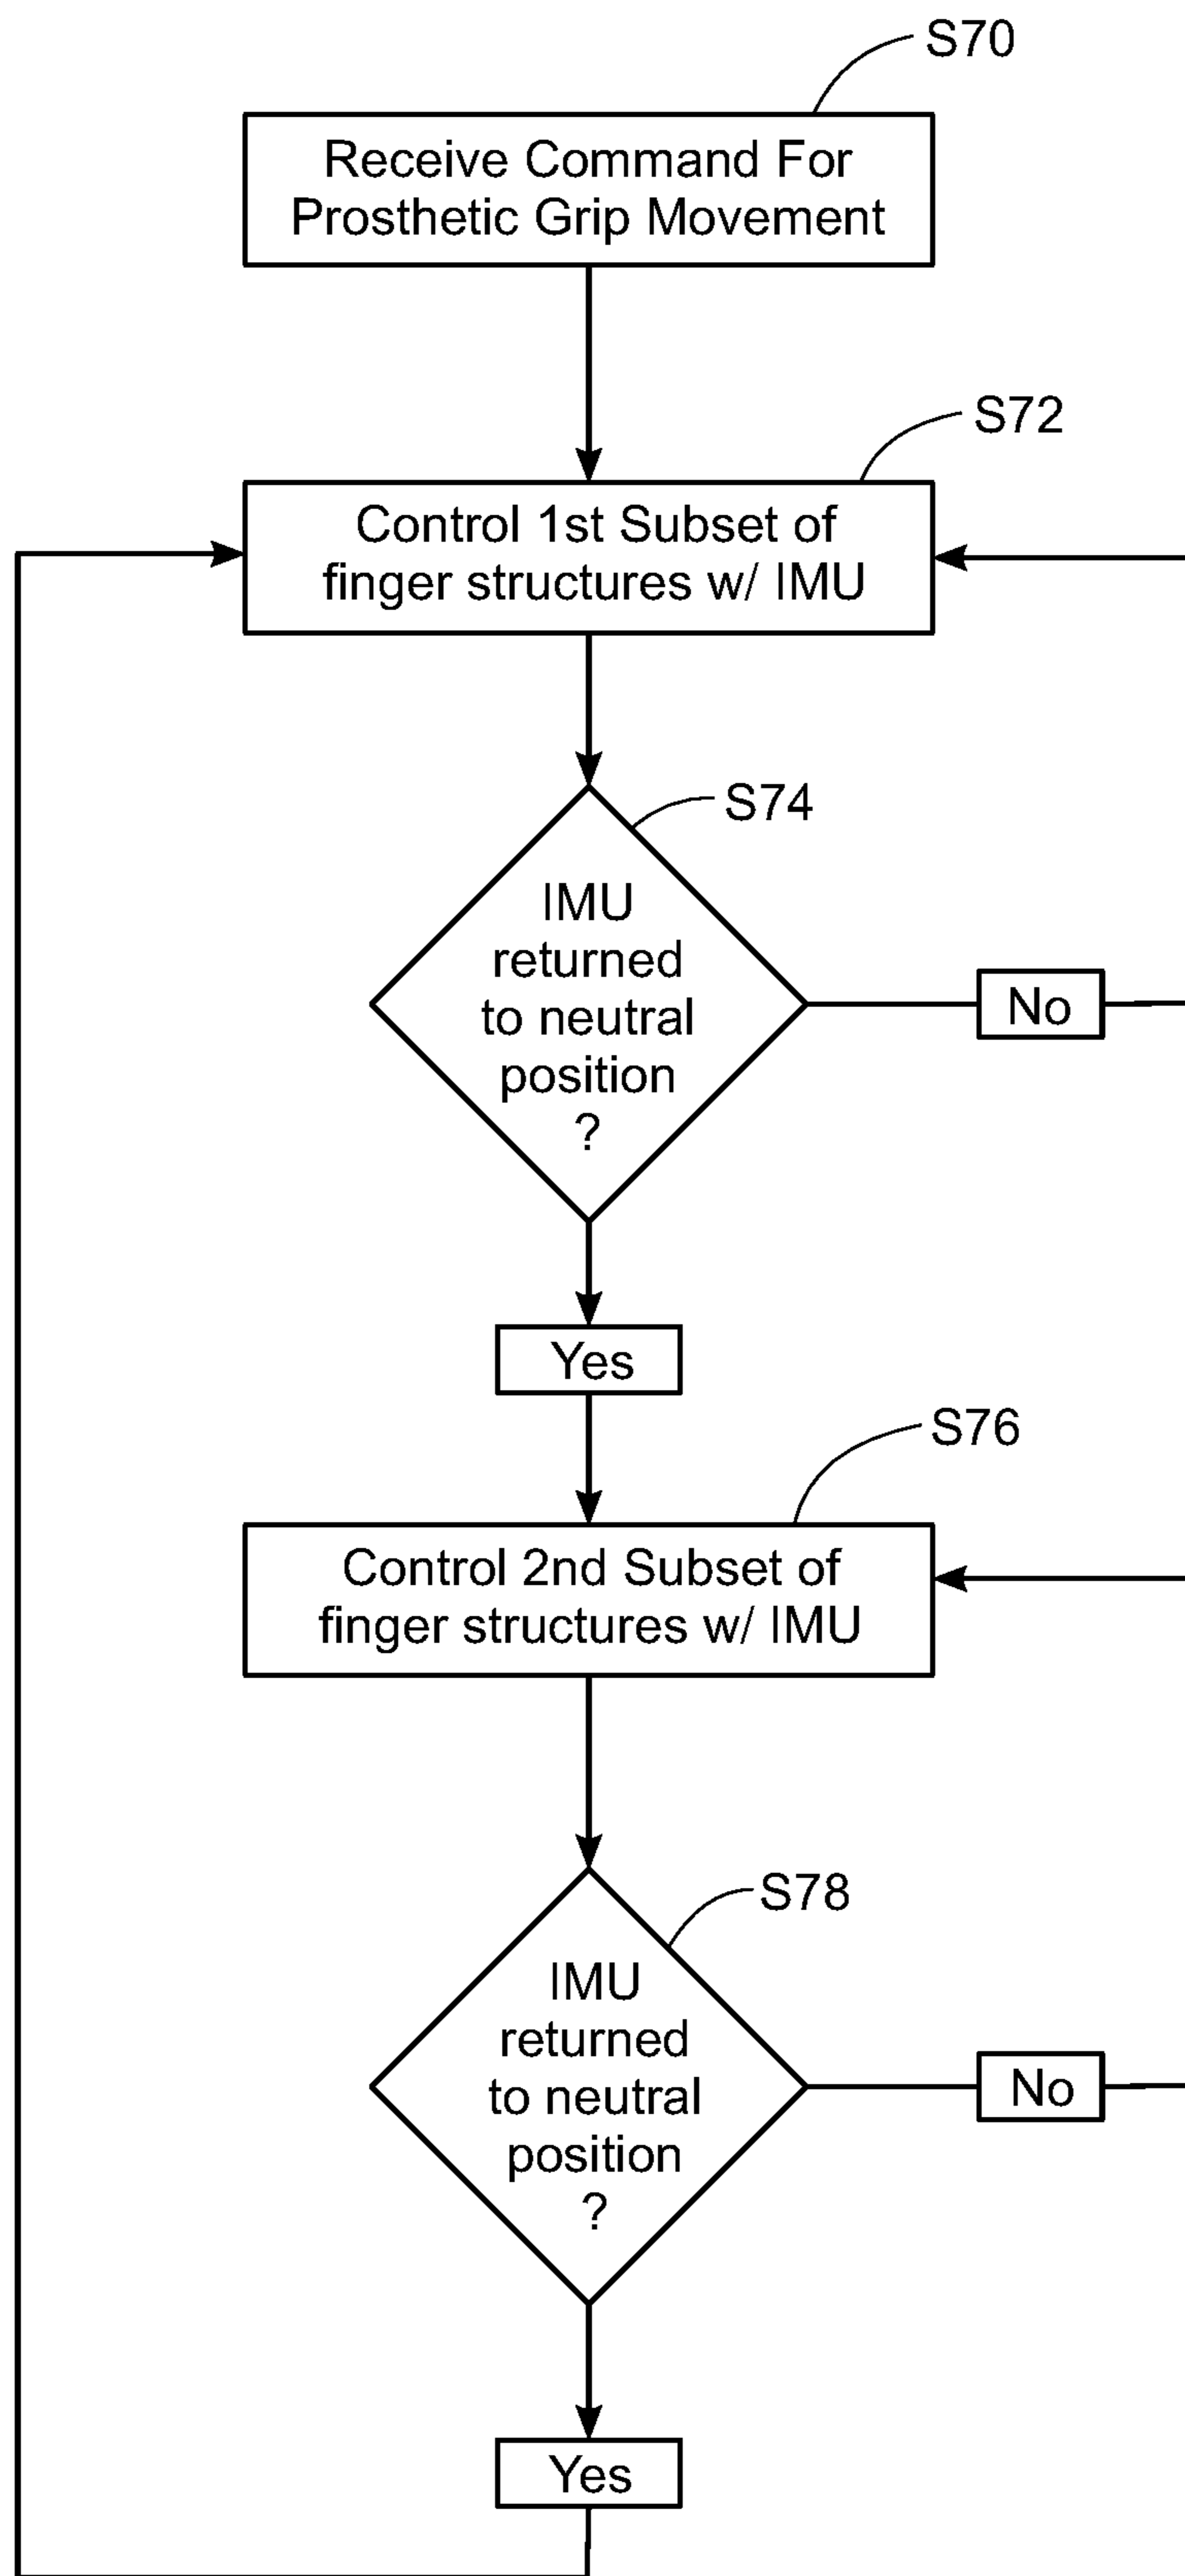 S70
Receive Command For
Prosthetic Grip Movement
S72
Control 1st Subset of
finger structures w/ IMU
S74
IMU
returned
to neutral
position
?
No
Yes
S76
Control 2nd Subset of
finger structures w/ IMU
S78
IMU
returned
to neutral
position
?
No
Yes